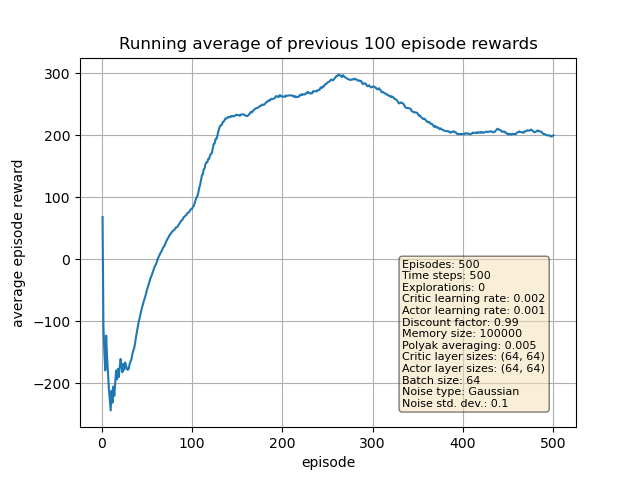 Running average of previous 100 episode rewards
300
200
100
0
−100
−200
average episode reward
0
100
200
300
400
500
episode
Episodes: 500
Time steps: 500
Explorations: 0
Critic learning rate: 0.002
Actor learning rate: 0.001
Discount factor: 0.99
Memory size: 100000
Polyak averaging: 0.005
Critic layer sizes: (64, 64)
Actor layer sizes: (64, 64)
Batch size: 64
Noise type: Gaussian
Noise std. dev.: 0.1